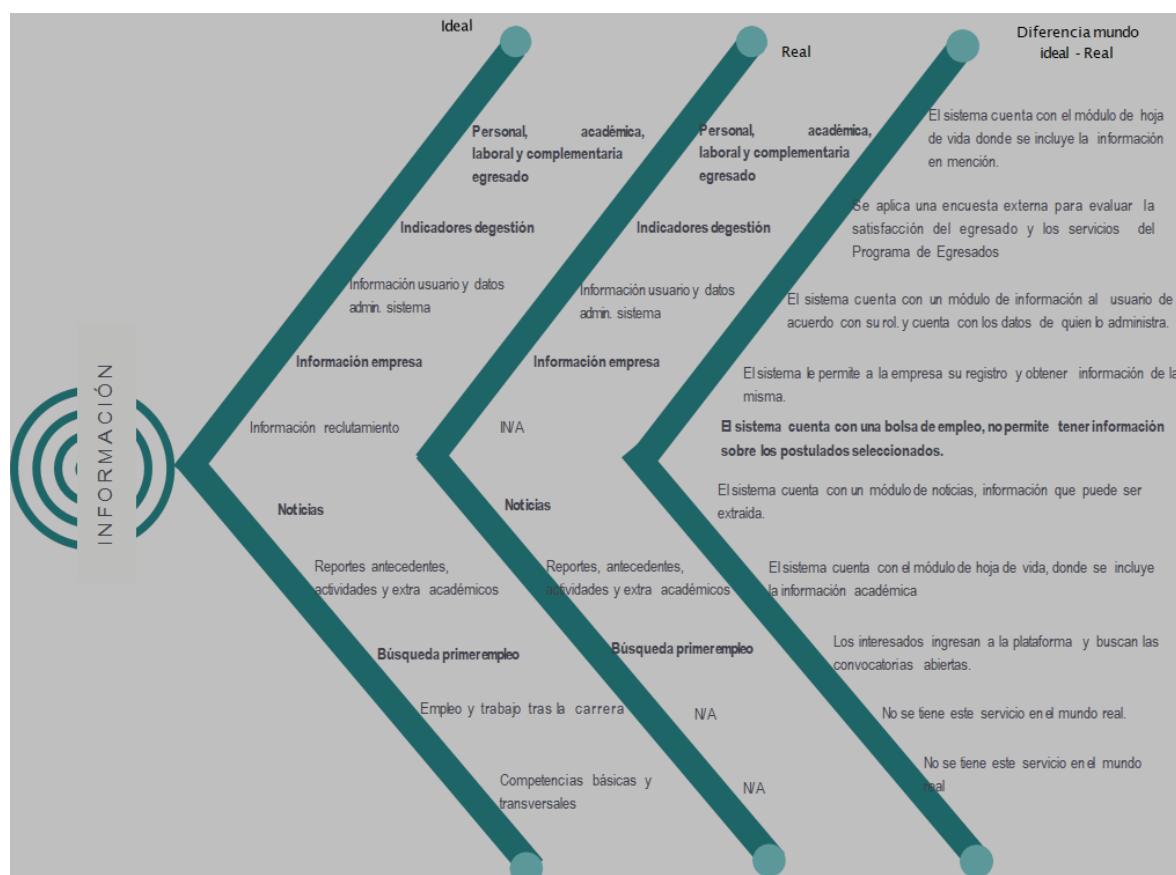 Ideal
Real
Diferencia mundo
ideal - Real
INFORMACIÓN
Personal, académica,
laboral y complementaria
egresado
Indicadores degestión
Información usuario y datos
admin. sistema
Información empresa
Información reclutamiento
Noticias
Reportes antecedentes,
actividades y extra académicos
Búsqueda primer empleo
Empleo y trabajo tras la carrera
Competencias básicas y
transversales
Personal, académica,
laboral y complementaria
egresado
Indicadores degestión
Información usuario y datos
admin. sistema
Información empresa
IN/A
Noticias
Reportes, antecedentes,
actividades y extra académicos
Búsqueda primer empleo
N/A
N/A
El sistema cuenta con el módulo de hoja
de vida donde se incluye la información
en mención.
Se aplica una encuesta externa para evaluar la
satisfacción del egresado y los servicios del
Programa de Egresados
El sistema cuenta con un módulo de información al usuario de
acuerdo con su rol. y cuenta con los datos de quien lo administra.
El sistema le permite a la empresa su registro y obtener información de la
misma.
El sistema cuenta con una bolsa de empleo, no permite tener información
sobre los postulados seleccionados.
El sistema cuenta con un módulo de noticias, información que puede ser
extraída.
El sistema cuenta con el módulo de hoja de vida, donde se incluye
la información académica
Los interesados ingresan a la plataforma y buscan las
convocatorias abiertas.
No se tiene este servicio en el mundo real.
No se tiene este servicio en el mundo
real